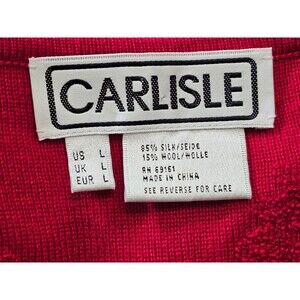 CARLISLE
US L
UK L
EUR L
85% SILK/SEIDE
15% WOOL/WOLLE
RN 69161
MADE IN CHINA
SEE REVERSE FOR CARE